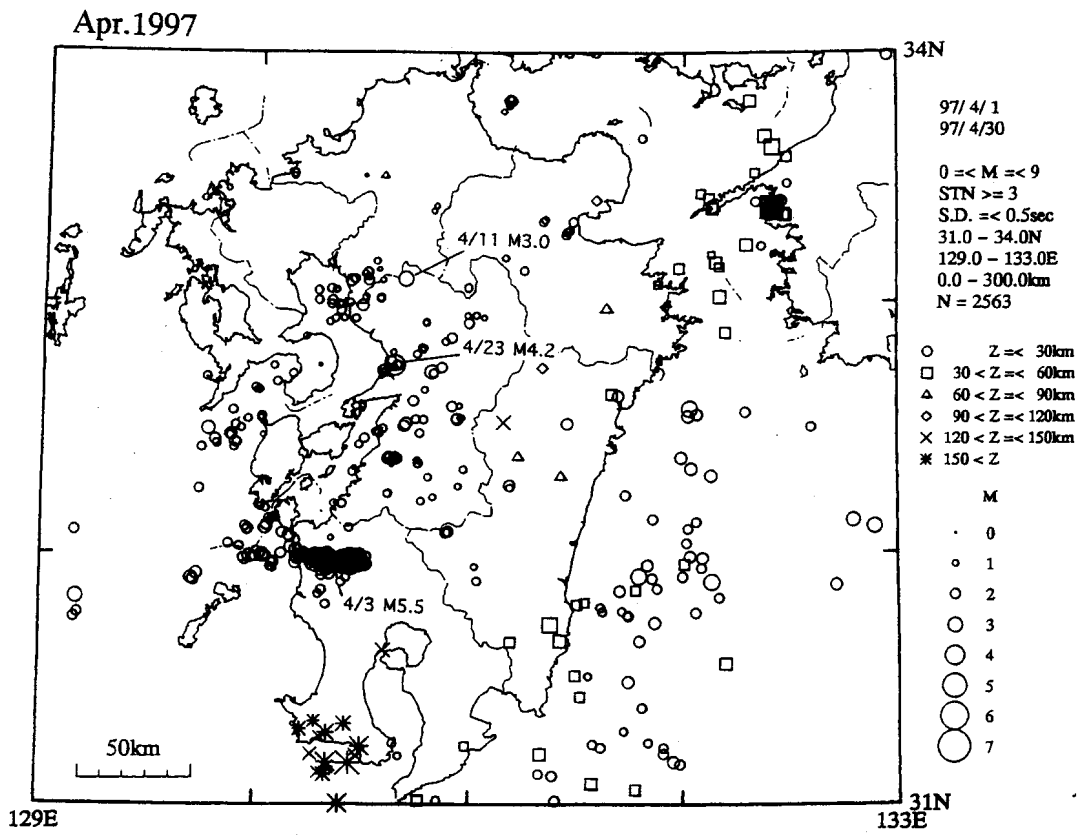 Apr.1997
34N
97/ 4/ 1
97/ 4/30
0 =< M =< 9
STN >= 3
S.D. =< 0.5sec
31.0 – 34.0N
129.0 – 133.0E
0.0 – 300.0km
N = 2563
4/11 M3.0
4/23 M4.2
4/3 M5.5
Z =< 30km
30 < Z =< 60km
60 < Z =< 90km
90 < Z =< 120km
120 < Z =< 150km
150 < Z
M
0
1
2
3
4
5
6
7
50km
31N
129E
133E